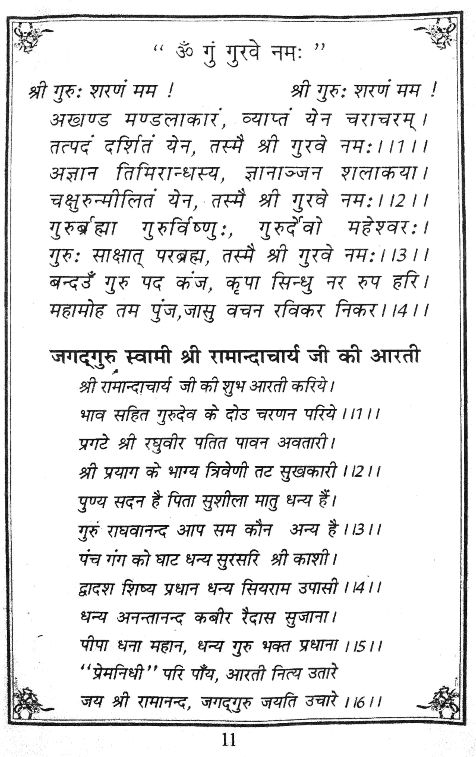 “ ॐ गुं गुरवे नमः ”
श्री गुरुः शरणं मम ! श्री गुरुः शरणं मम !
अखण्ड मण्डलाकारं, व्याप्तं येन चराचरम्।
तत्पदं दर्शितं येन, तस्मै श्री गुरवे नमः।।1।।
अज्ञान तिमिरान्धस्य, ज्ञानाञ्जन शलाकया।
चक्षुरुन्मीलितं येन, तस्मै श्री गुरवे नमः।।2।।
गुरुर्ब्रह्मा गुरुर्विष्णुः, गुरुर्देवो महेश्वरः।
गुरुः साक्षात् परब्रह्म, तस्मै श्री गुरवे नमः।।3।।
बन्दउँ गुरु पद कंज, कृपा सिन्धु नर रुप हरि।
महामोह तम पुंज,जासु वचन रविकर निकर।।4।।
जगद्गुरु स्वामी श्री रामान्दाचार्य जी की आरती
श्री रामान्दाचार्य जी की शुभ आरती करिये।
भाव सहित गुरुदेव के दोउ चरणन परिये।।1।।
प्रगटे श्री रघुवीर पतित पावन अवतारी।
श्री प्रयाग के भाग्य त्रिवेणी तट सुखकारी।।2।।
पुण्य सदन है पिता सुशीला मातु धन्य हैं।
गुरुं राघवानन्द आप सम कौन अन्य है।।3।।
पंच गंग को घाट धन्य सुरसरि श्री काशी।
द्वादश शिष्य प्रधान धन्य सियराम उपासी।।4।।
धन्य अनन्तानन्द कबीर रैदास सुजाना।
पीपा धना महान, धन्य गुरु भक्त प्रधाना।।5।।
“प्रेमनिधी” परि पाँय, आरती नित्य उतारे
जय श्री रामानन्द, जगद्गुरु जयति उचारे।।6।।
11